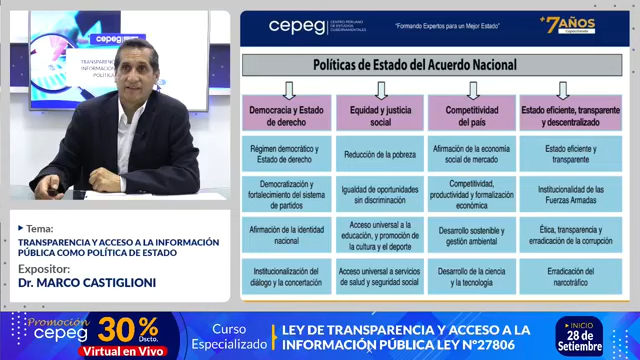 cepeg
TRANSPARENCIA
INFORMACIÓN
POLÍTICA
cepeg
CENTRO PERUANO
DE ESTUDIOS
GUBERNAMENTALES
"Formando Expertos para un Mejor Estado"
+7AÑOS
Capacitando
Políticas de Estado del Acuerdo Nacional
Democracia y Estado
de derecho
Equidad y justicia
social
Competitividad
del país
Estado eficiente, transparente
y descentralizado
Régimen democrático y
Estado de derecho
Reducción de la pobreza
Afirmación de la economía
social de mercado
Estado eficiente y
transparente
Democratización y
fortalecimiento del sistema
de partidos
Igualdad de oportunidades
sin discriminación
Competitividad,
productividad y formalización
económica
Institucionalidad de las
Fuerzas Armadas
Afirmación de la identidad
nacional
Acceso universal a la
educación, y promoción de
la cultura y el deporte
Desarrollo sostenible y
gestión ambiental
Ética, transparencia y
erradicación de la corrupción
Institucionalización del
diálogo y la concertación
Acceso universal a servicios
de salud y seguridad social
Desarrollo de la ciencia y
la tecnología
Erradicación del
narcotráfico
Tema:
TRANSPARENCIA Y ACCESO A LA INFORMACIÓN
PÚBLICA COMO POLÍTICA DE ESTADO
Expositor:
Dr. MARCO CASTIGLIONI
Promoción
cepeg
30%
Dscto.
Virtual en Vivo
Curso
Especializado
LEY DE TRANSPARENCIA Y ACCESO A LA
INFORMACIÓN PÚBLICA LEY N°27806
INICIO
28 de
Setiembre